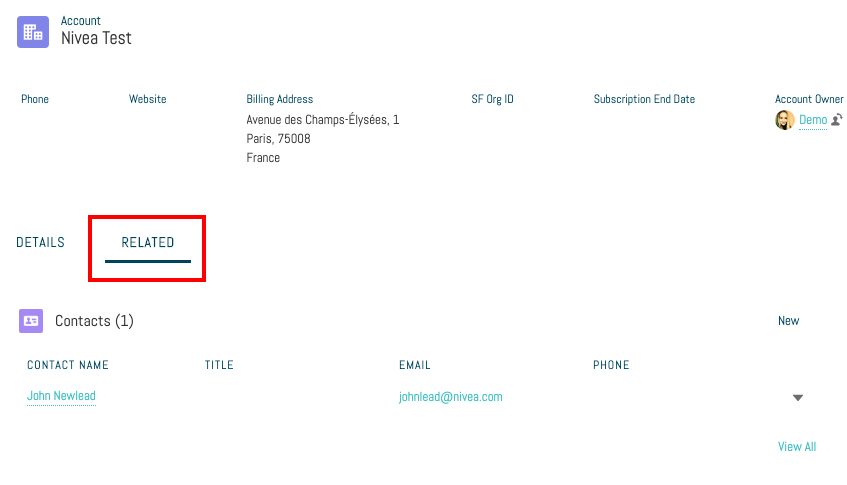 Account
Nivea Test
Phone
Website
Billing Address
SF Org ID
Subscription End Date
Account Owner
Avenue des Champs-Élysées, 1
Paris, 75008
France
Demo
DETAILS
RELATED
Contacts (1)
New
CONTACT NAME
TITLE
EMAIL
PHONE
John Newlead
johnlead@nivea.com
View All